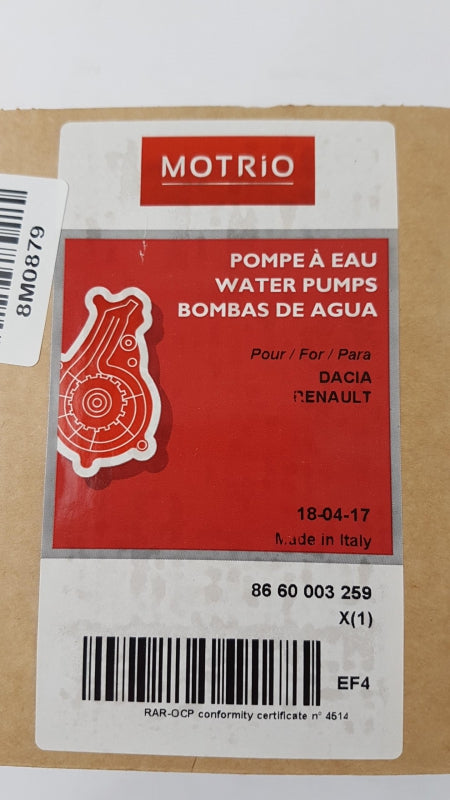 MOTRIO
8M0879
POMPE À EAU
WATER PUMPS
BOMBAS DE AGUA
Pour / For / Para
DACIA
RENAULT
18-04-17
Made in Italy
86 60 003 259
X(1)
EF4
RAR-OCP conformity certificate n° 4514